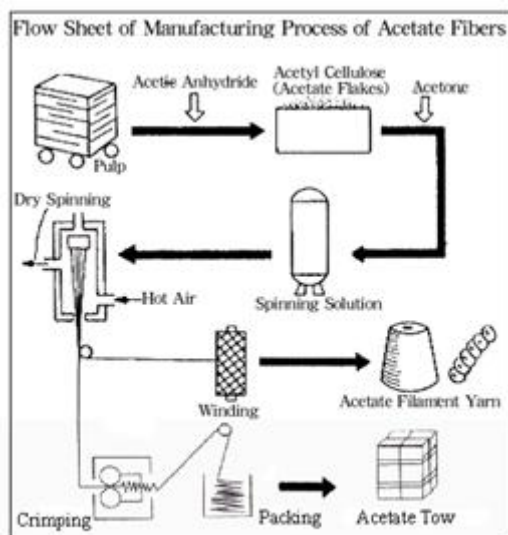 Flow Sheet of Manufacturing Process of Acetate Fibers
Acetic Anhydride
Acetyl Cellulose
(Acetate Flakes)
Acetone
Pulp
Dry Spinning
Hot Air
Spinning Solution
Winding
Acetate Filament Yarn
Crimping
Packing
Acetate Tow